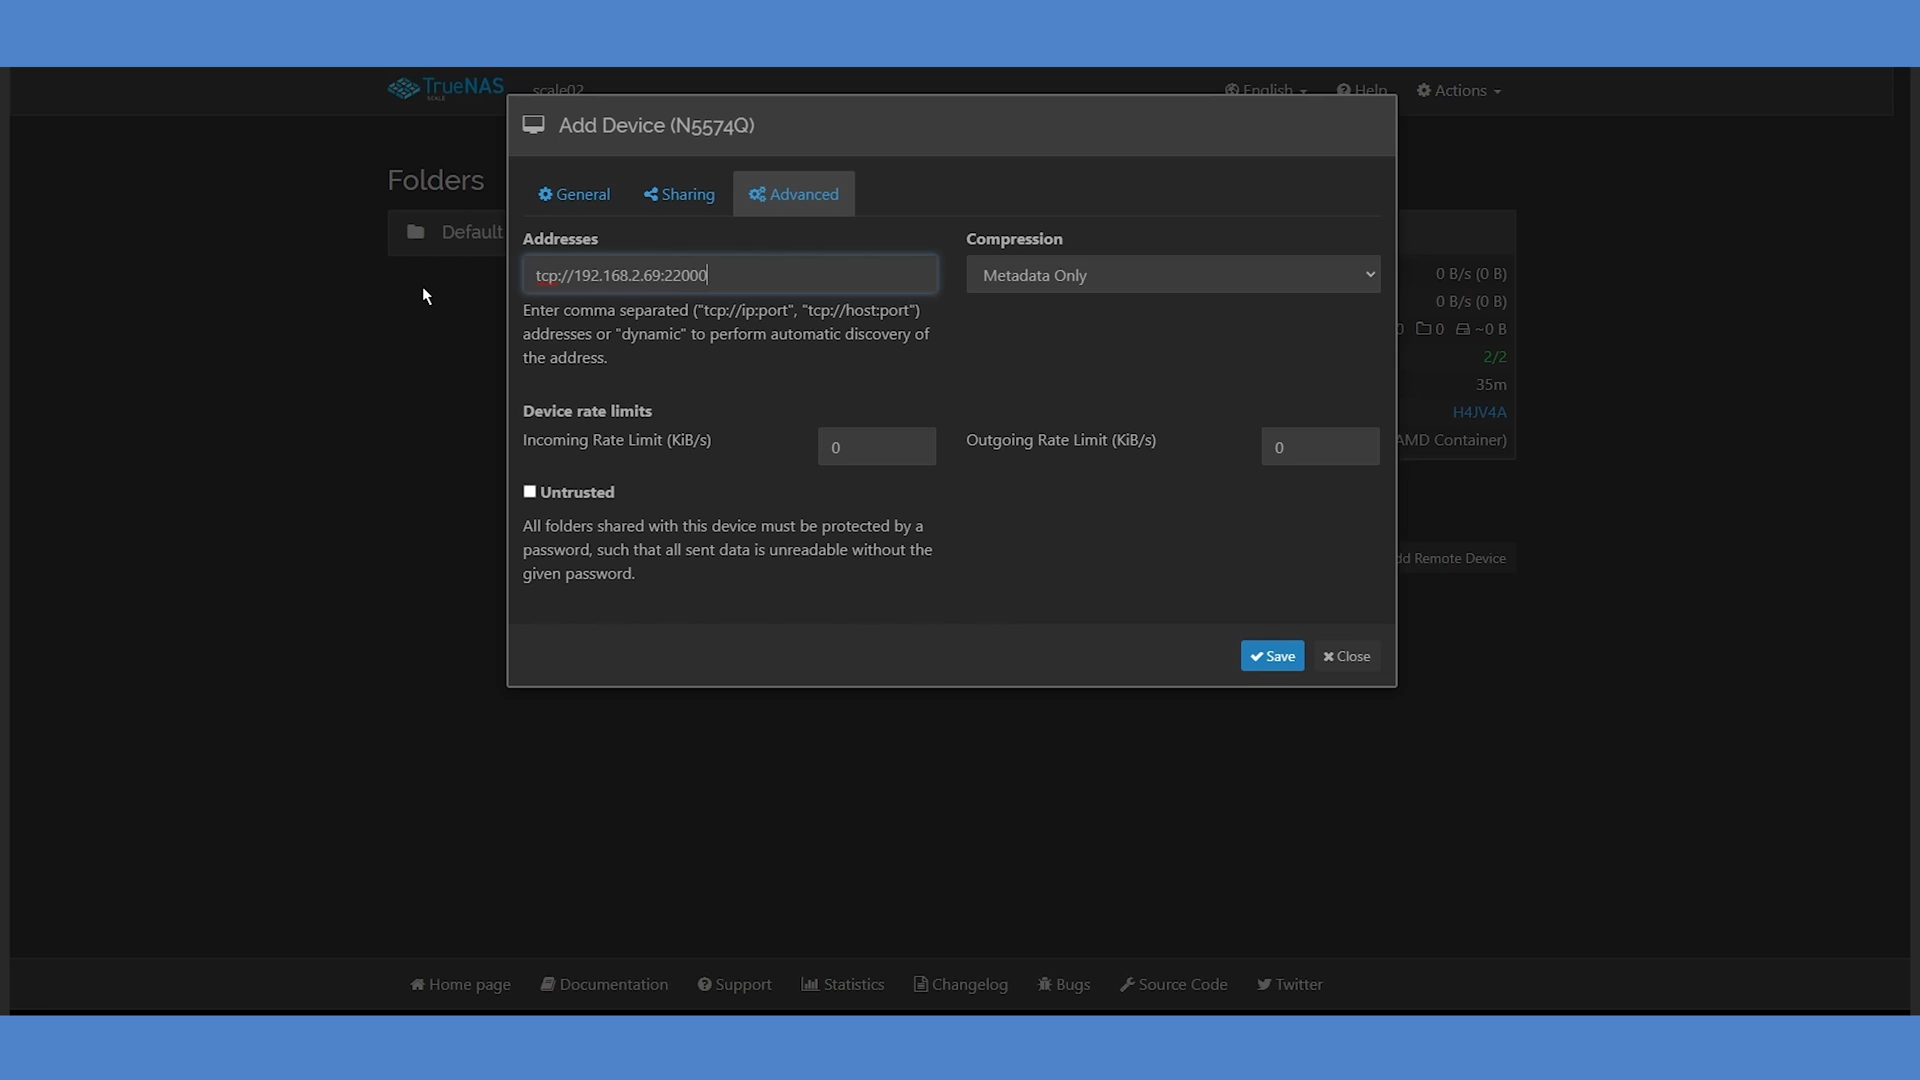 TrueNAS
SCALE
scale02
English
Help
Actions
Add Device (N5574Q)
Folders
General
Sharing
Advanced
Default
Addresses
Compression
tcp://192.168.2.69:22000
Metadata Only
0 B/s (0 B)
0 B/s (0 B)
Enter comma separated ("tcp://ip:port", "tcp://host:port")
addresses or "dynamic" to perform automatic discovery of
the address.
0 0 ~0 B
2/2
35m
Device rate limits
H4JV4A
Incoming Rate Limit (KiB/s)
0
Outgoing Rate Limit (KiB/s)
0
AMD Container)
Untrusted
All folders shared with this device must be protected by a
password, such that all sent data is unreadable without the
given password.
dd Remote Device
Save
Close
Home page
Documentation
Support
Statistics
Changelog
Bugs
Source Code
Twitter